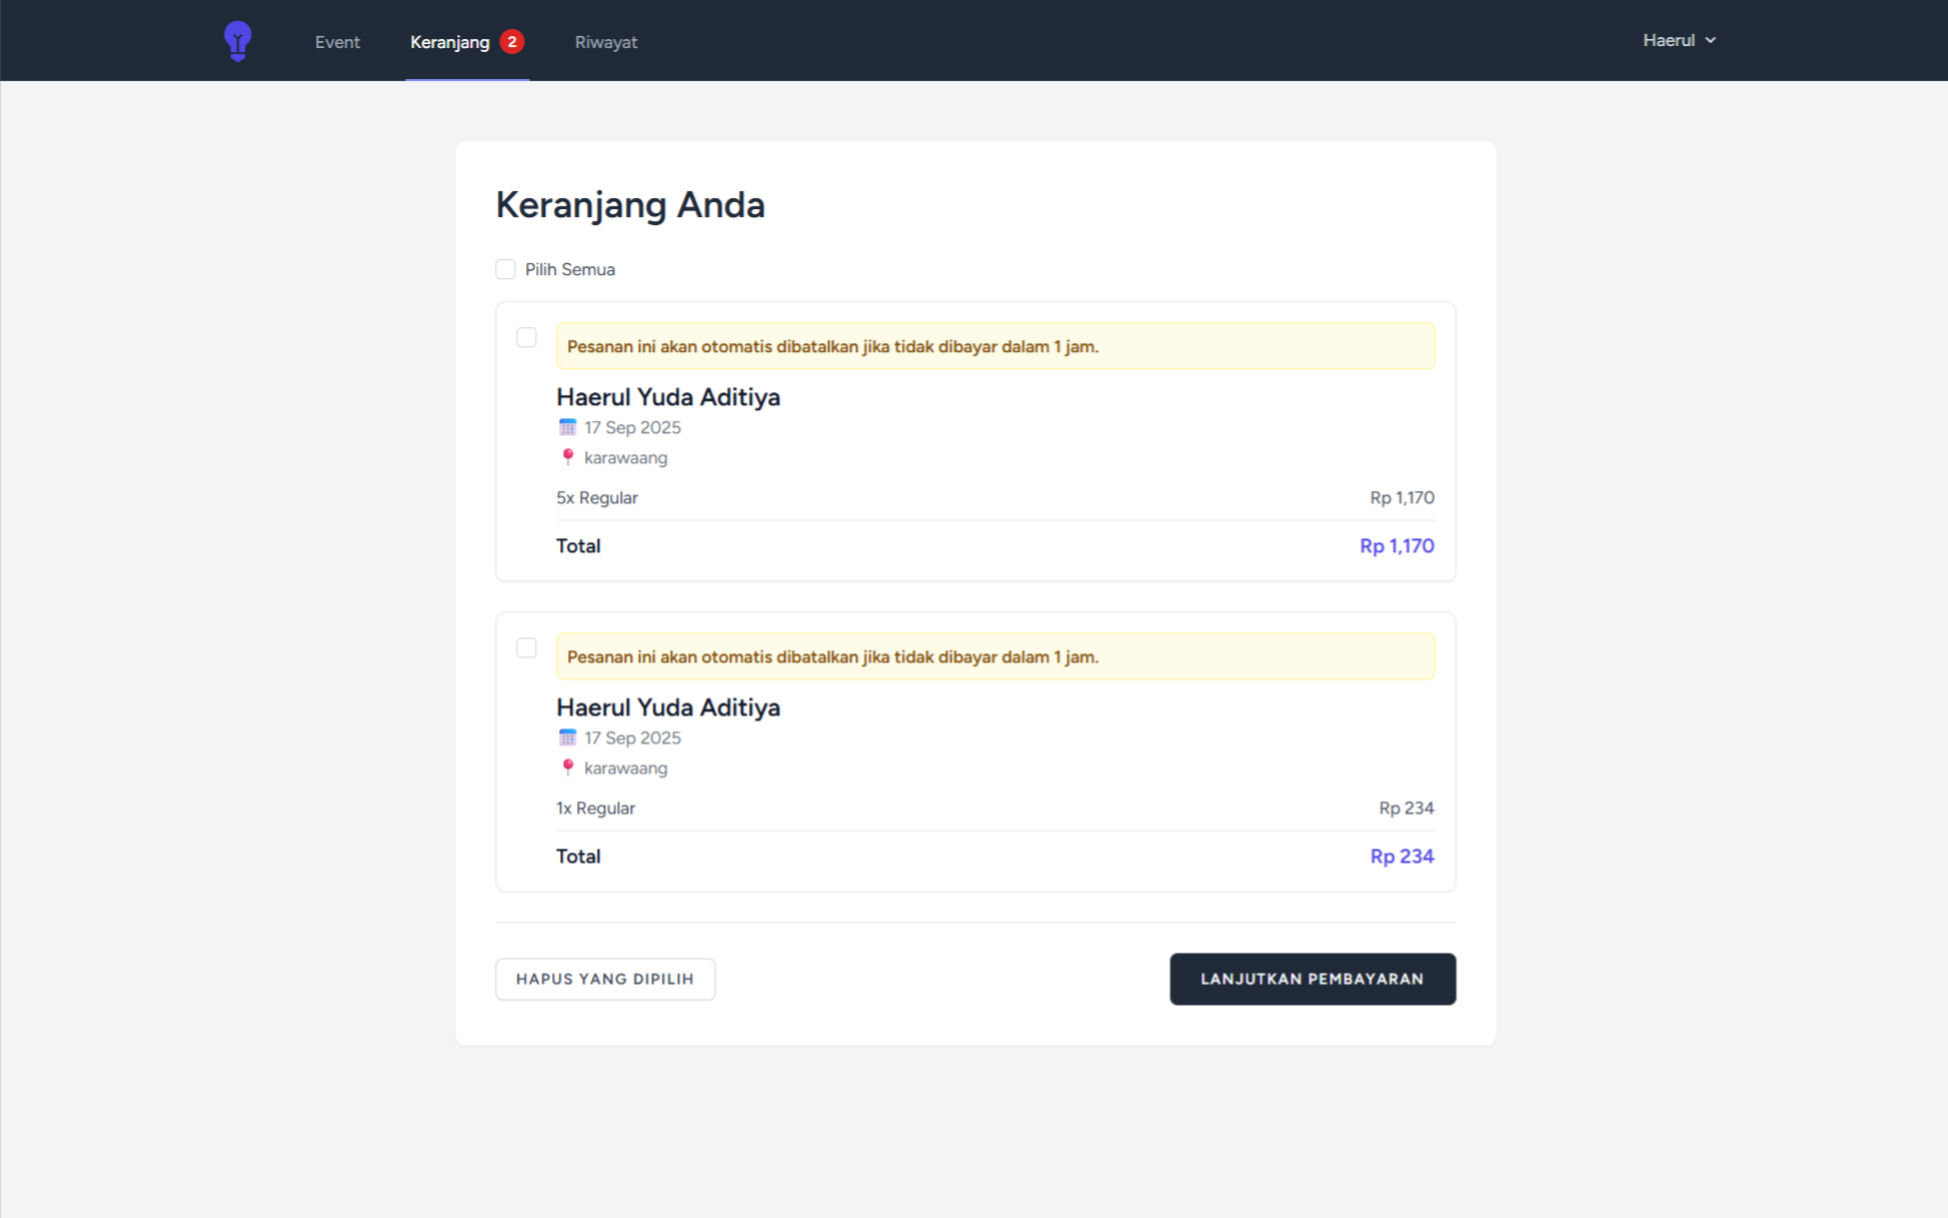 Event Keranjang 2 Riwayat Haerul
Keranjang Anda
Pilih Semua
Pesanan ini akan otomatis dibatalkan jika tidak dibayar dalam 1 jam.
Haerul Yuda Aditiya
17 Sep 2025
karawaang
5x Regular Rp 1,170
Total Rp 1,170
Pesanan ini akan otomatis dibatalkan jika tidak dibayar dalam 1 jam.
Haerul Yuda Aditiya
17 Sep 2025
karawaang
1x Regular Rp 234
Total Rp 234
HAPUS YANG DIPILIH LANJUTKAN PEMBAYARAN